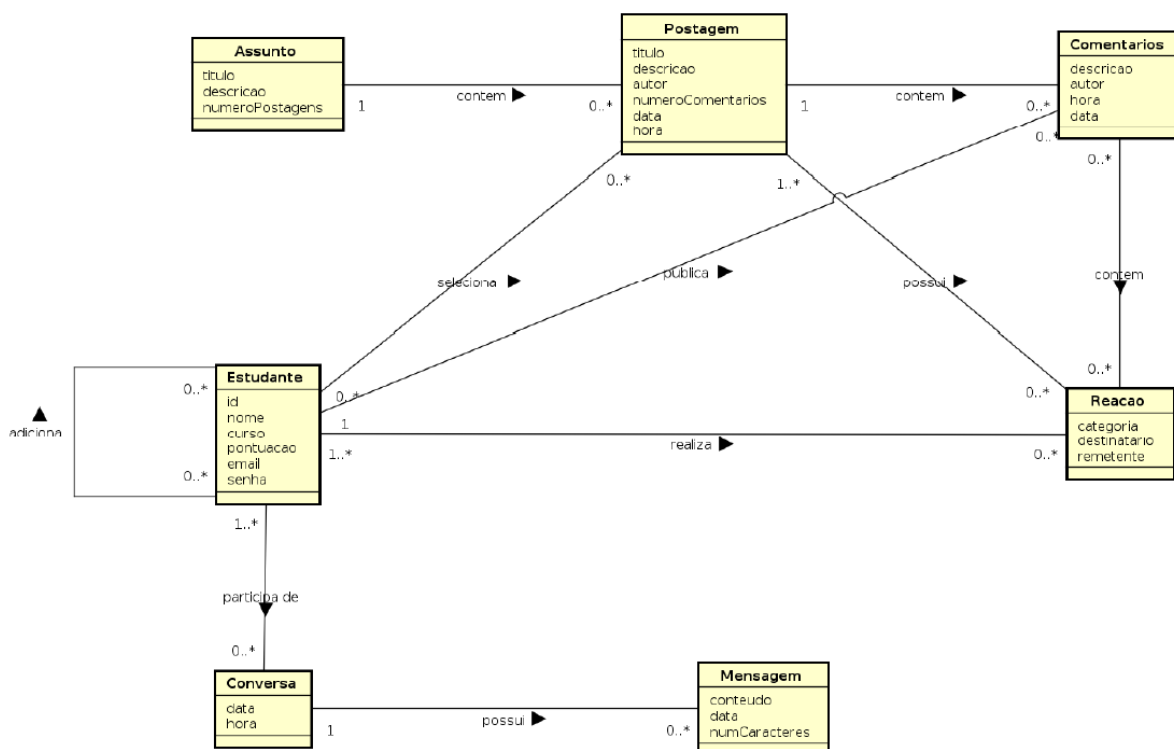 Assunto
titulo
descricao
numeroPostagens
1
contem
0..*
Postagem
titulo
descricao
autor
numeroComentarios
data
hora
1
contem
0..*
Comentarios
descricao
autor
hora
data
0..*
0..*
0..*
1..*
seleciona
publica
possui
contem
0..*
adiciona
0..*
Estudante
id
nome
curso
pontuacao
email
senha
0..*
1
1..*
realiza
0..*
0..*
0..*
Reacao
categoria
destinatario
remetente
1..*
participa de
0..*
Conversa
data
hora
1
possui
0..*
Mensagem
conteudo
data
numCaracteres